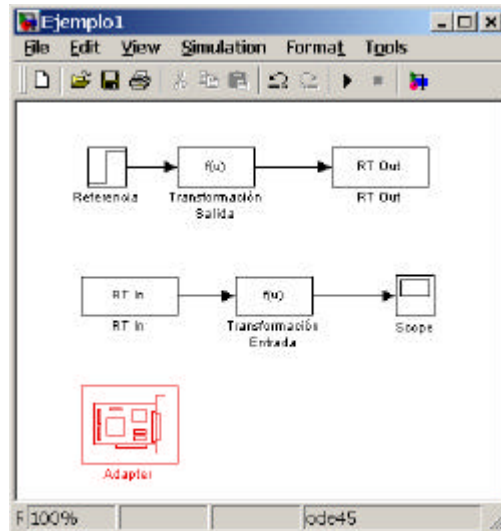 Ejemplo1
File Edit View Simulation Format Tools
f(u)
RT Out
Referencia
Transformación
Salida
RT Out
RT In
f(u)
RT In
Transformación
Entrada
Scope
Adapter
F 100% ode45